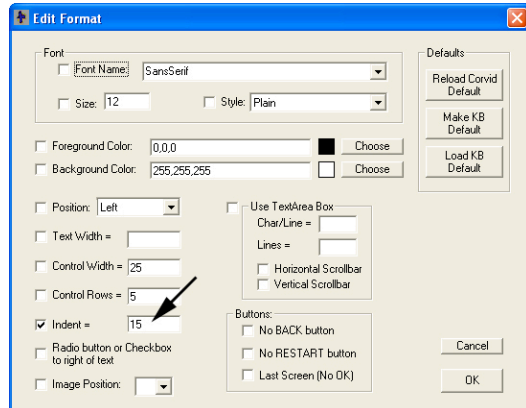 Edit Format
Font
Font Name: SansSerif
Size: 12 Style: Plain
Defaults
Reload Corvid
Default
Make KB
Default
Load KB
Default
Foreground Color: 0,0,0 Choose
Background Color: 255,255,255 Choose
Position: Left
Text Width =
Control Width = 25
Control Rows = 5
Indent = 15
Radio button or Checkbox
to right of text
Image Position:
Use TextArea Box
Char/Line =
Lines =
Horizontal Scrollbar
Vertical Scrollbar
Buttons:
No BACK button
No RESTART button
Last Screen (No OK)
Cancel
OK